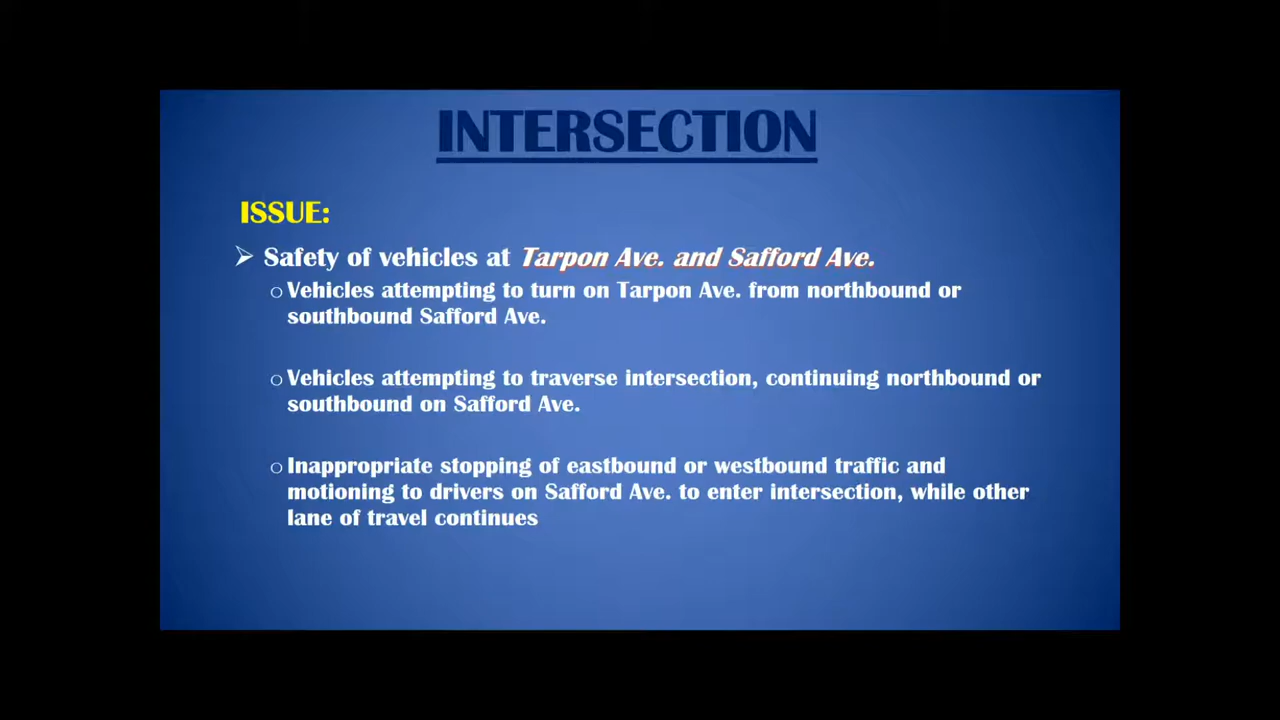 INTERSECTION
ISSUE:
Safety of vehicles at Tarpon Ave. and Safford Ave.
Vehicles attempting to turn on Tarpon Ave. from northbound or
southbound Safford Ave.
Vehicles attempting to traverse intersection, continuing northbound or
southbound on Safford Ave.
Inappropriate stopping of eastbound or westbound traffic and
motioning to drivers on Safford Ave. to enter intersection, while other
lane of travel continues